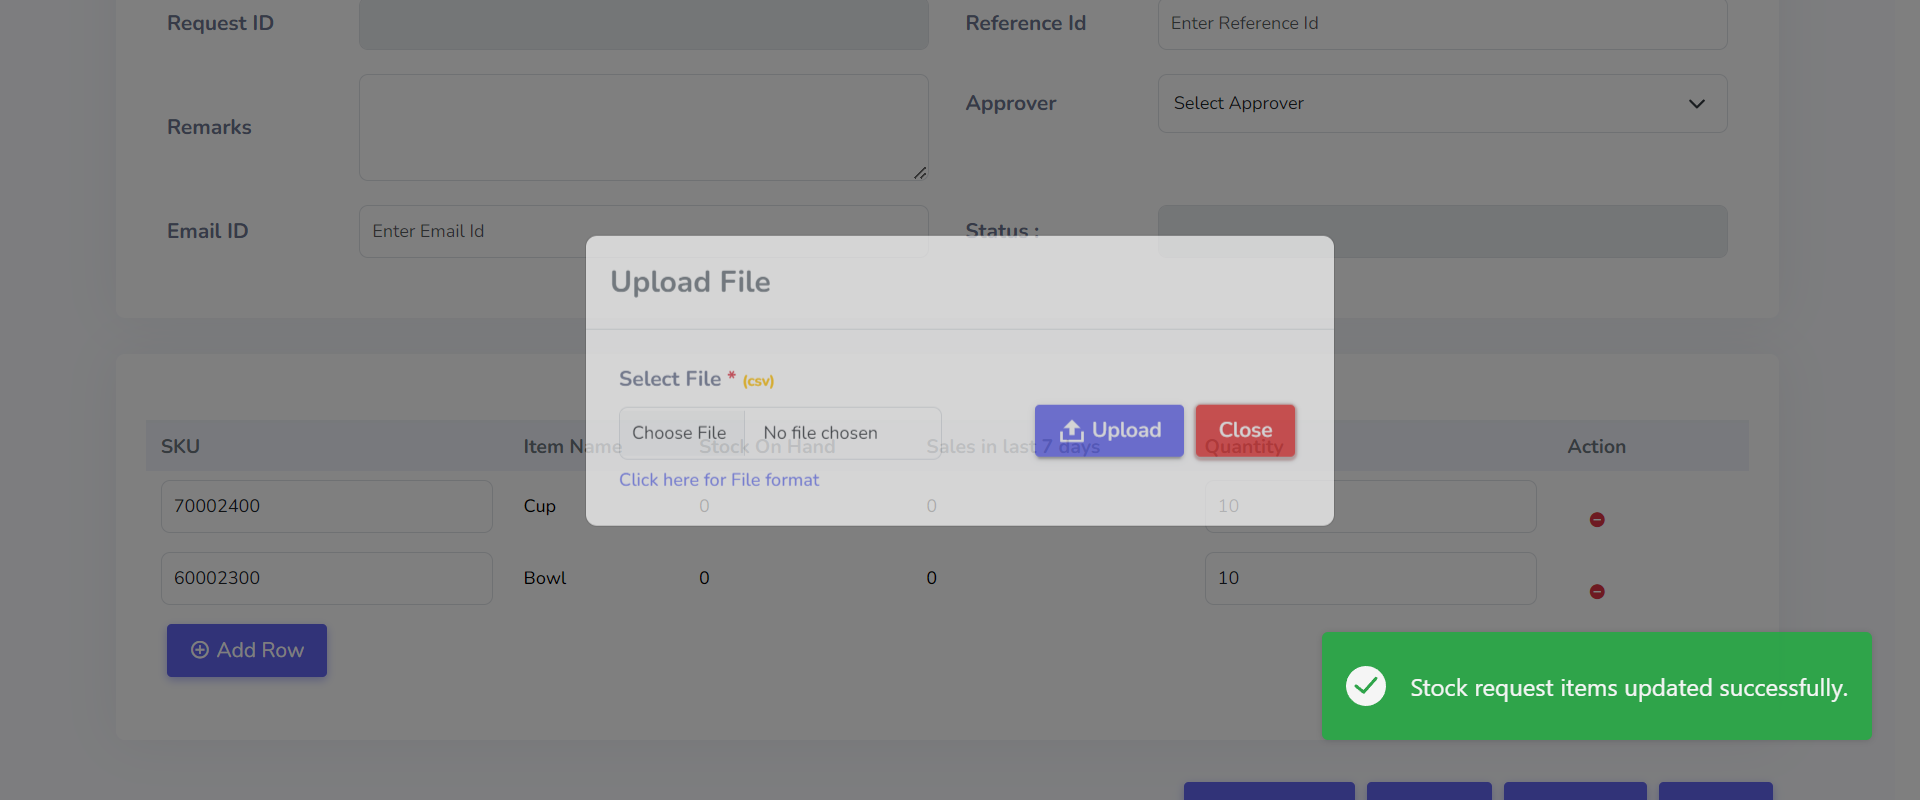 Request ID
Reference Id
Enter Reference Id
Remarks
Approver
Select Approver
Email ID
Enter Email Id
Status :
Upload File
Select File * (csv)
Choose File No file chosen
Upload
Close
Click here for File format
SKU Item Name Stock On Hand Sales in last 7 days Quantity Action
70002400 Cup 0 0 10
60002300 Bowl 0 0 10
Add Row
Stock request items updated successfully.